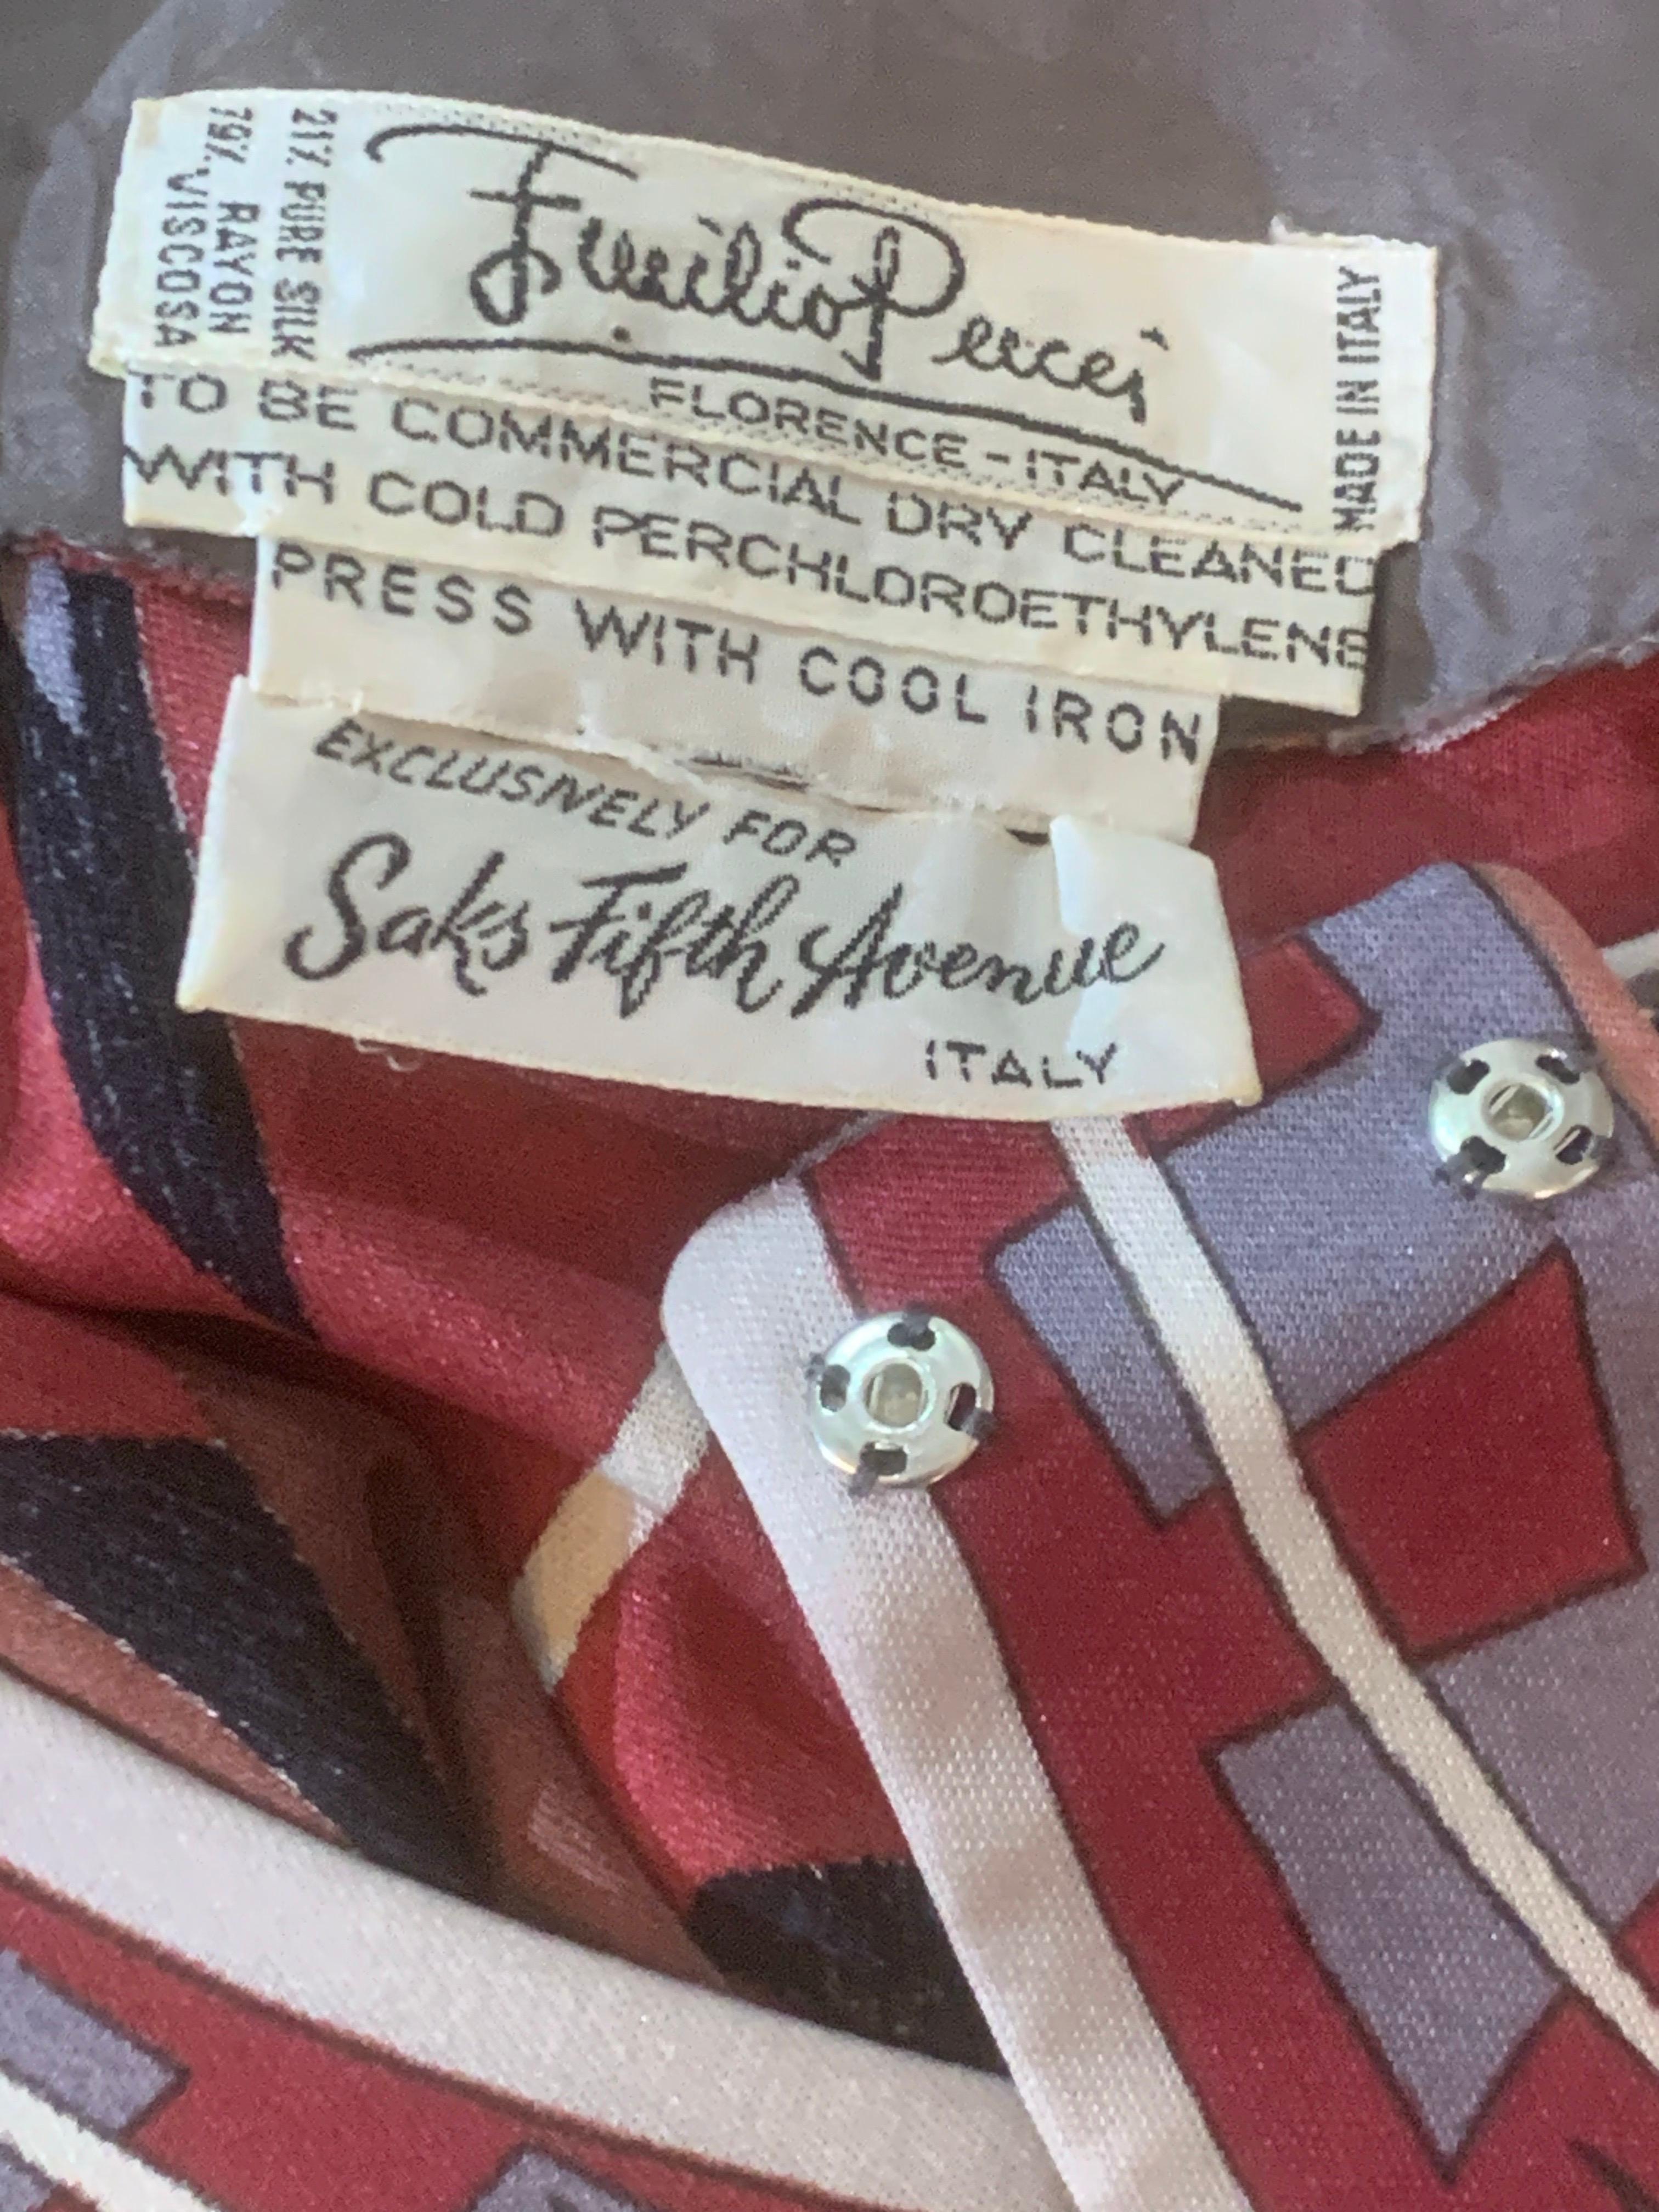 21% PURE SILK
79% RAYON
VISCOSA
Emilio Pucci
FLORENCE - ITALY
MADE IN ITALY
TO BE COMMERCIAL DRY CLEANED
WITH COLD PERCHLOROETHYLENE
PRESS WITH COOL IRON
EXCLUSIVELY FOR
Saks Fifth Avenue
ITALY